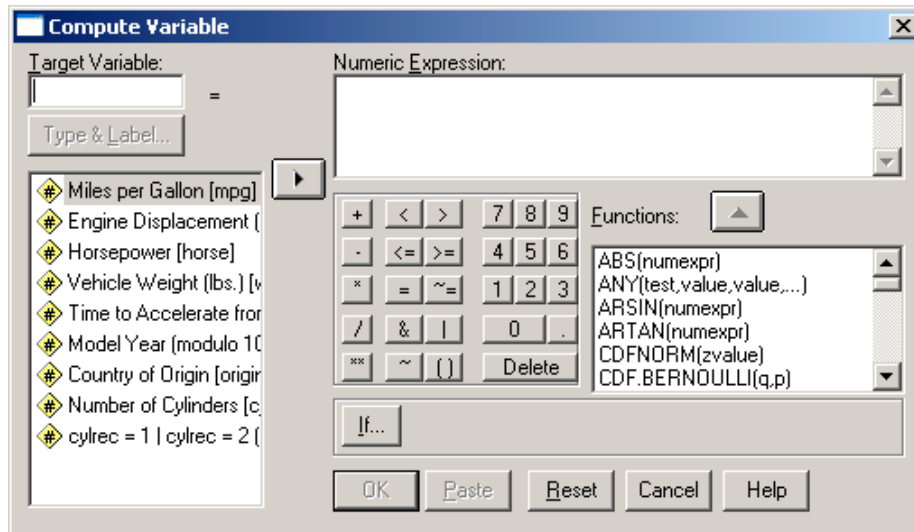 Compute Variable
Target Variable:
=
Type & Label...
Numeric Expression:
Miles per Gallon [mpg]
Engine Displacement (
Horsepower [horse]
Vehicle Weight (lbs.) [w
Time to Accelerate from
Model Year (modulo 10
Country of Origin [origin
Number of Cylinders [c
cylrec = 1 | cylrec = 2 (
+ < > 7 8 9
- <= >= 4 5 6
* = ~= 1 2 3
/ & | 0 .
** ~ () Delete
Functions:
ABS(numexpr)
ANY(test,value,value,...)
ARSIN(numexpr)
ARTAN(numexpr)
CDFNORM(zvalue)
CDF.BERNOULLI(q,p)
If...
OK Paste Reset Cancel Help